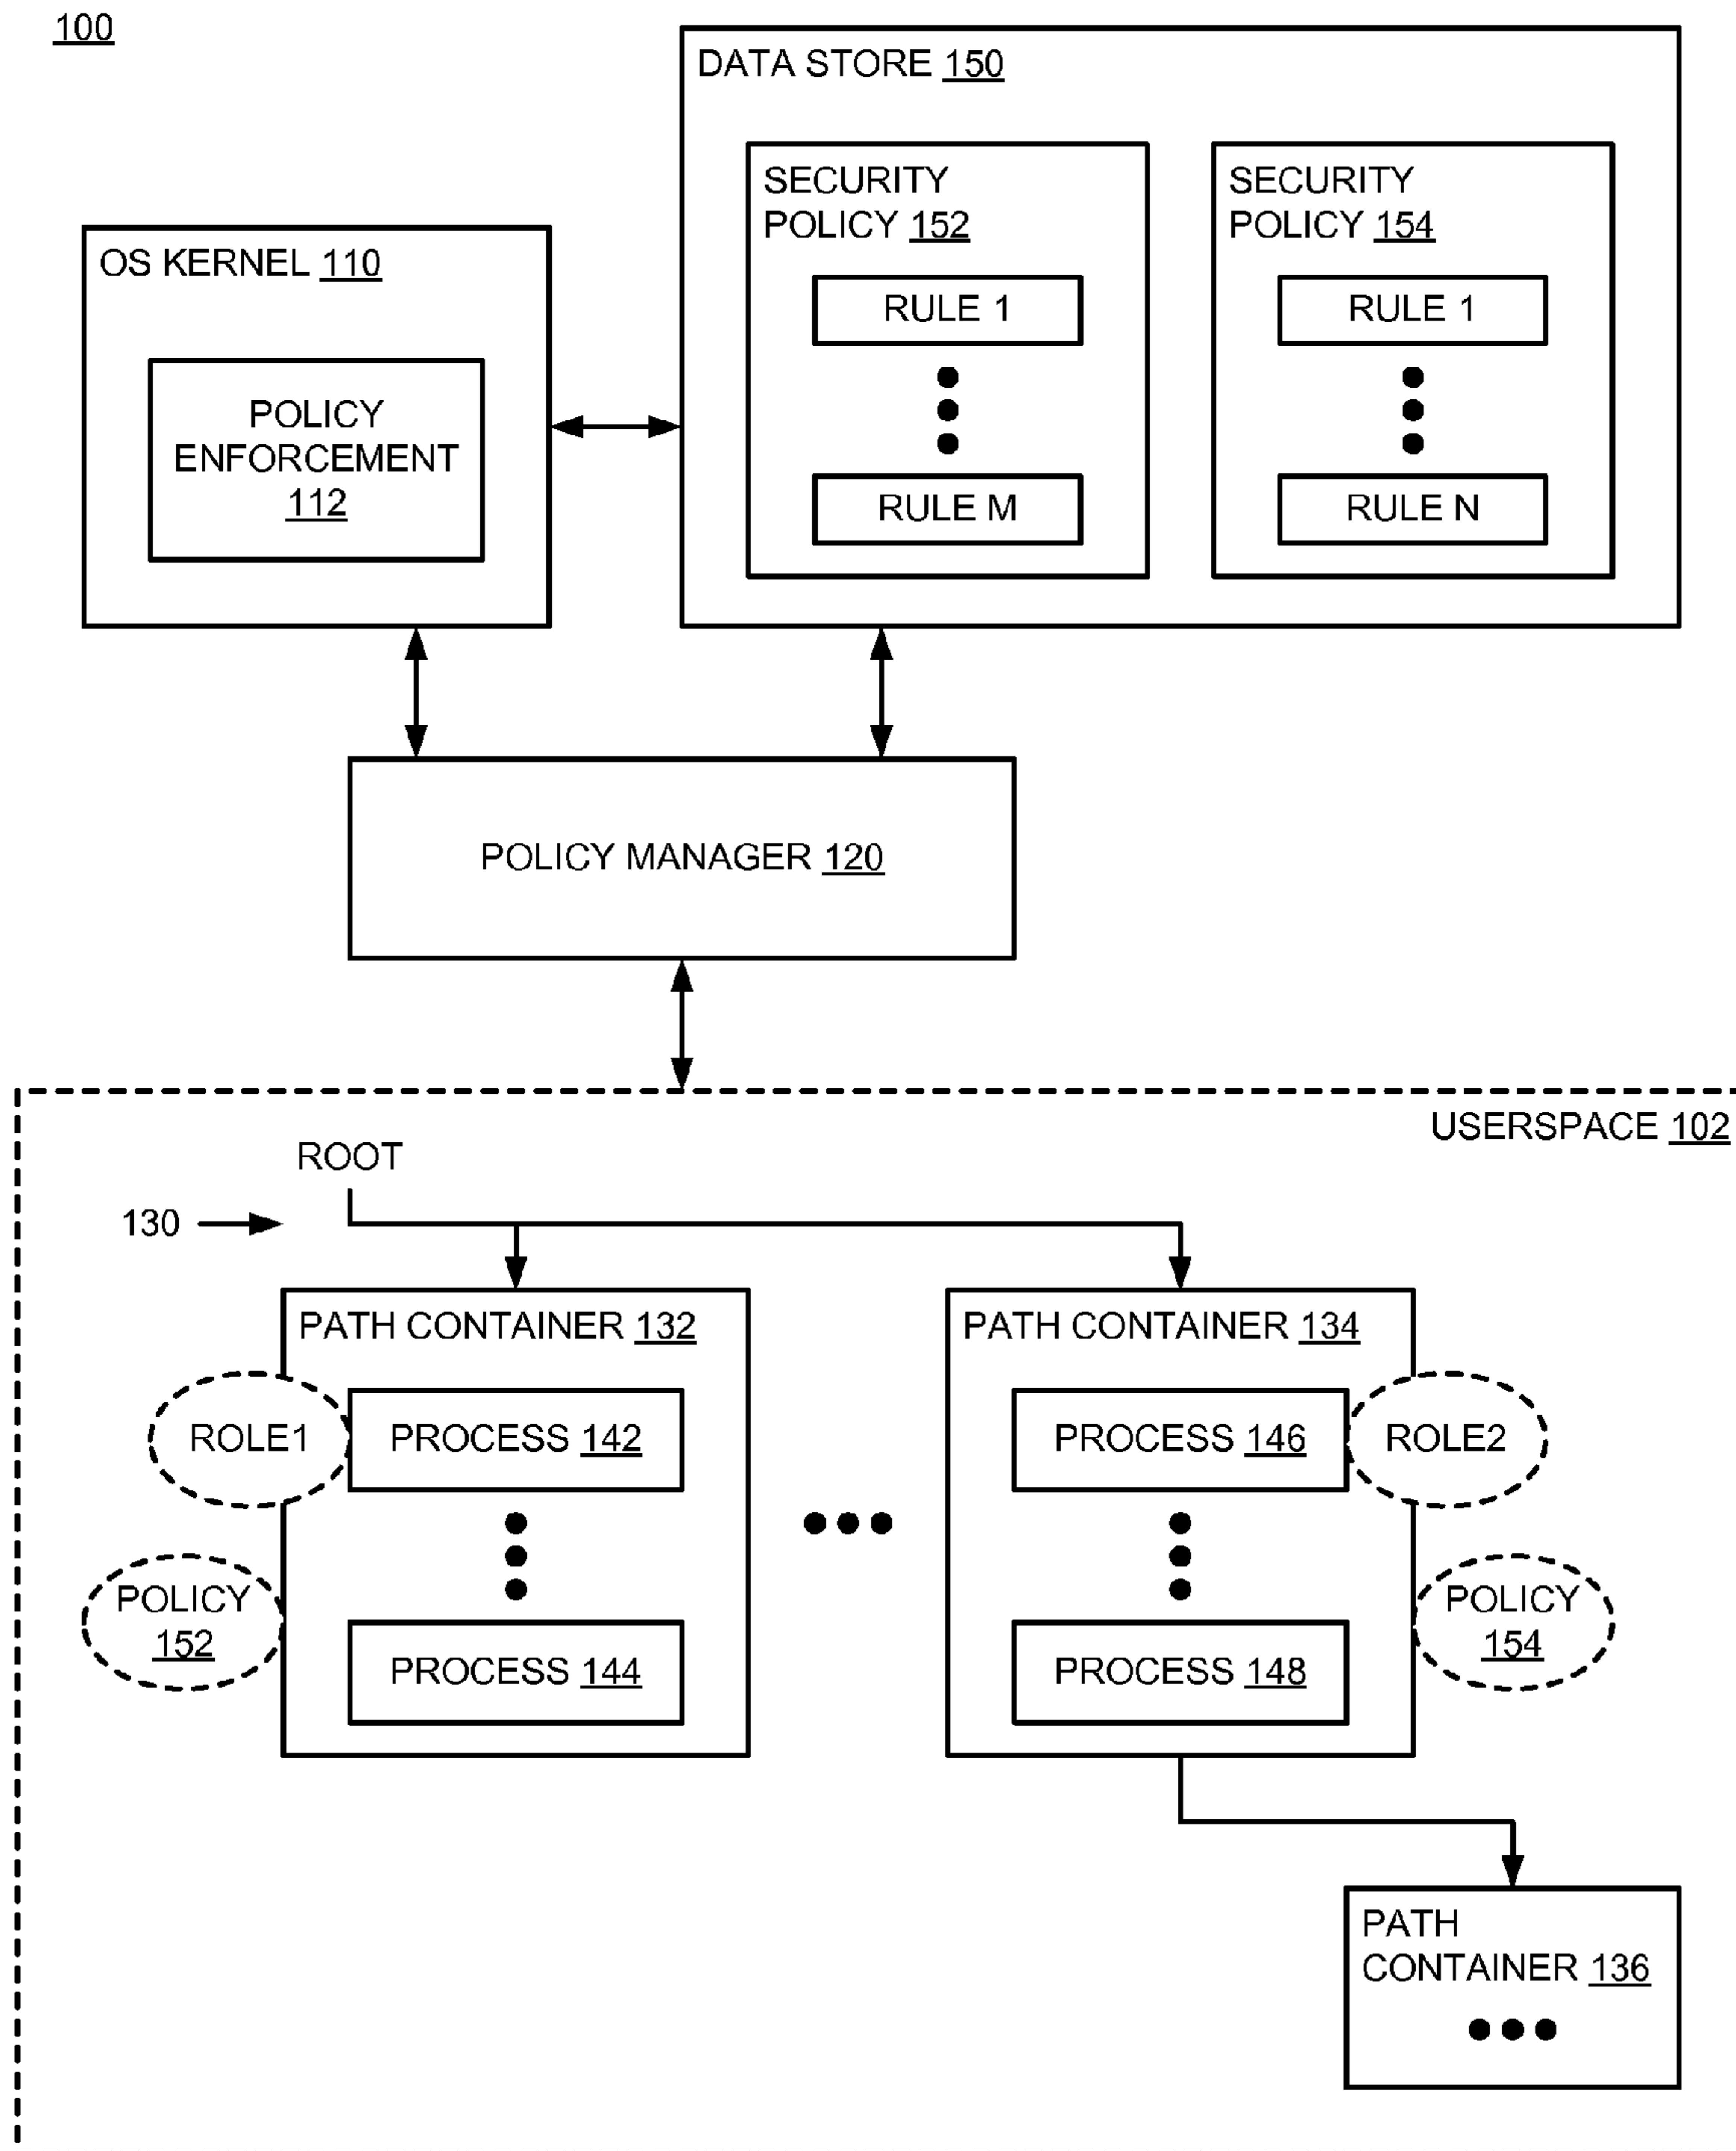 100
DATA STORE 150
SECURITY
POLICY 152
RULE 1
RULE M
SECURITY
POLICY 154
RULE 1
RULE N
OS KERNEL 110
POLICY
ENFORCEMENT
112
POLICY MANAGER 120
USERSPACE 102
ROOT
130
PATH CONTAINER 132
ROLE1
PROCESS 142
POLICY
152
PROCESS 144
PATH CONTAINER 134
PROCESS 146
ROLE2
POLICY
154
PROCESS 148
PATH
CONTAINER 136